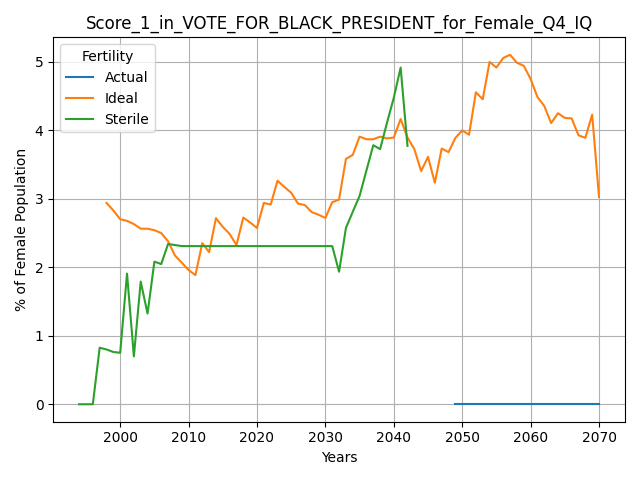 Score_1_in_VOTE_FOR_BLACK_PRESIDENT_for_Female_Q4_IQ
Fertility
Actual
Ideal
Sterile
% of Female Population
5
4
3
2
1
0
2000 2010 2020 2030 2040 2050 2060 2070
Years